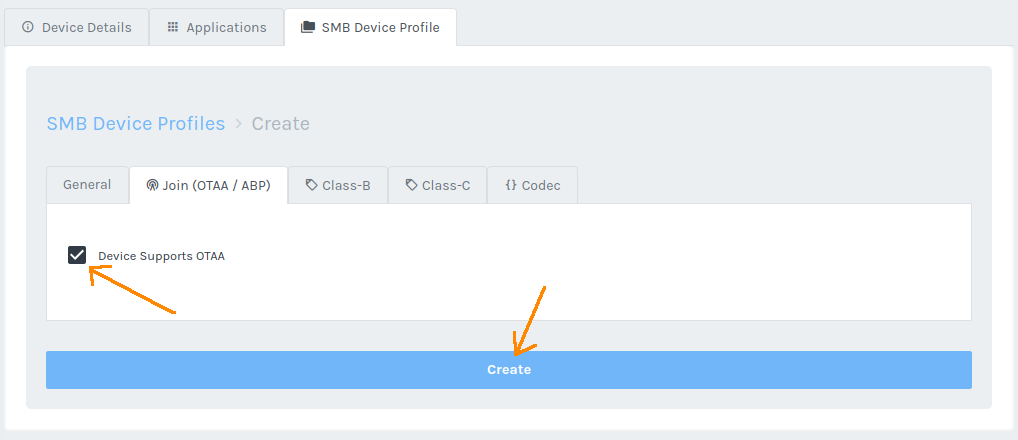 Device Details
Applications
SMB Device Profile
SMB Device Profiles > Create
General
Join (OTAA / ABP)
Class-B
Class-C
{} Codec
Device Supports OTAA
Create